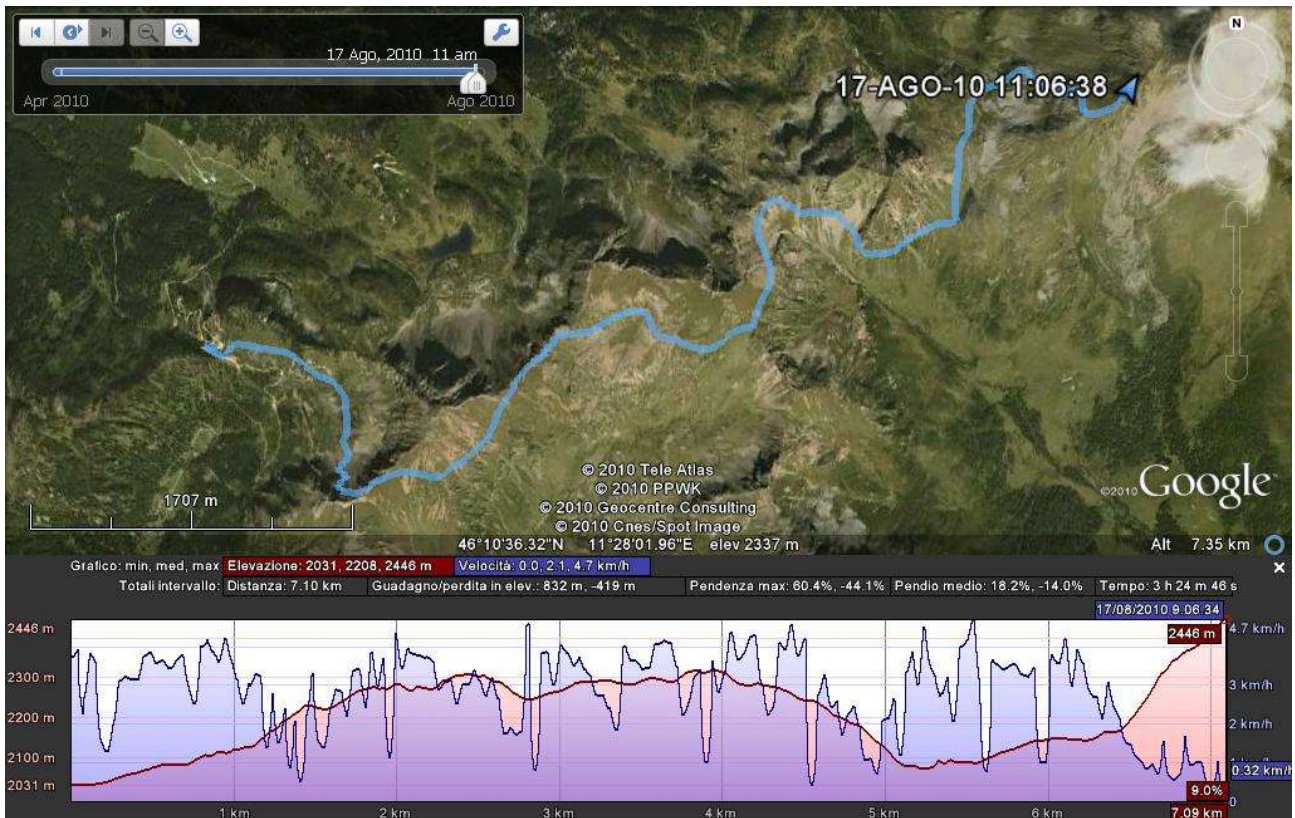 17 Ago, 2010 11 am
Apr 2010
Ago 2010
N
17-AGO-10 11:06:38
1707 m
© 2010 Tele Atlas
© 2010 PPWK
© 2010 Geocentre Consulting
© 2010 Cnes/Spot Image
©2010 Google
46°10'36.32"N 11°28'01.96"E elev 2337 m
Alt 7.35 km
Grafico: min, med, max Elevazione: 2031, 2208, 2446 m Velocità: 0.0, 2.1, 4.7 km/h
Totali intervallo: Distanza: 7.10 km Guadagno/perdita in elev.: 832 m, -419 m Pendenza max: 60.4%, -44.1% Pendio medio: 18.2%, -14.0% Tempo: 3 h 24 m 46 s
17/08/2010 9.06.34
2446 m
2446 m
4.7 km/h
2300 m
3 km/h
2200 m
2 km/h
2100 m
0.32 km/h
2031 m
9.0%
0
1 km
2 km
3 km
4 km
5 km
6 km
7.09 km